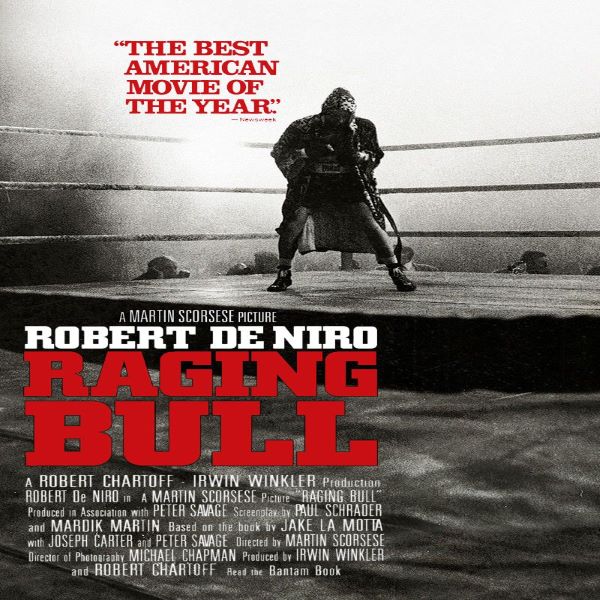 “THE BEST
AMERICAN
MOVIE OF
THE YEAR.”
— Newsweek
A MARTIN SCORSESE PICTURE
ROBERT DE NIRO
RAGING
BULL
A ROBERT CHARTOFF - IRWIN WINKLER Production
ROBERT De NIRO in A MARTIN SCORSESE Picture “RAGING BULL”
Produced in Association with PETER SAVAGE Screenplay by PAUL SCHRADER
and MARDIK MARTIN Based on the book by JAKE LA MOTTA
with JOSEPH CARTER and PETER SAVAGE Directed by MARTIN SCORSESE
Director of Photography MICHAEL CHAPMAN Produced by IRWIN WINKLER
and ROBERT CHARTOFF Read the Bantam Book